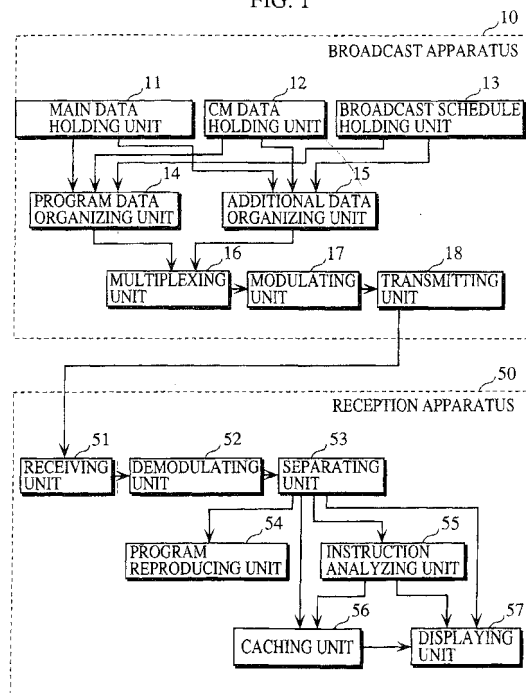 FIG. 1
10
BROADCAST APPARATUS
11
12
13
MAIN DATA
HOLDING UNIT
CM DATA
HOLDING UNIT
BROADCAST SCHEDULE
HOLDING UNIT
14
15
PROGRAM DATA
ORGANIZING UNIT
ADDITIONAL DATA
ORGANIZING UNIT
16
17
18
MULTIPLEXING
UNIT
MODULATING
UNIT
TRANSMITTING
UNIT
50
RECEPTION APPARATUS
51
52
53
RECEIVING
UNIT
DEMODULATING
UNIT
SEPARATING
UNIT
54
55
PROGRAM
REPRODUCING UNIT
INSTRUCTION
ANALYZING UNIT
56
57
CACHING UNIT
DISPLAYING
UNIT